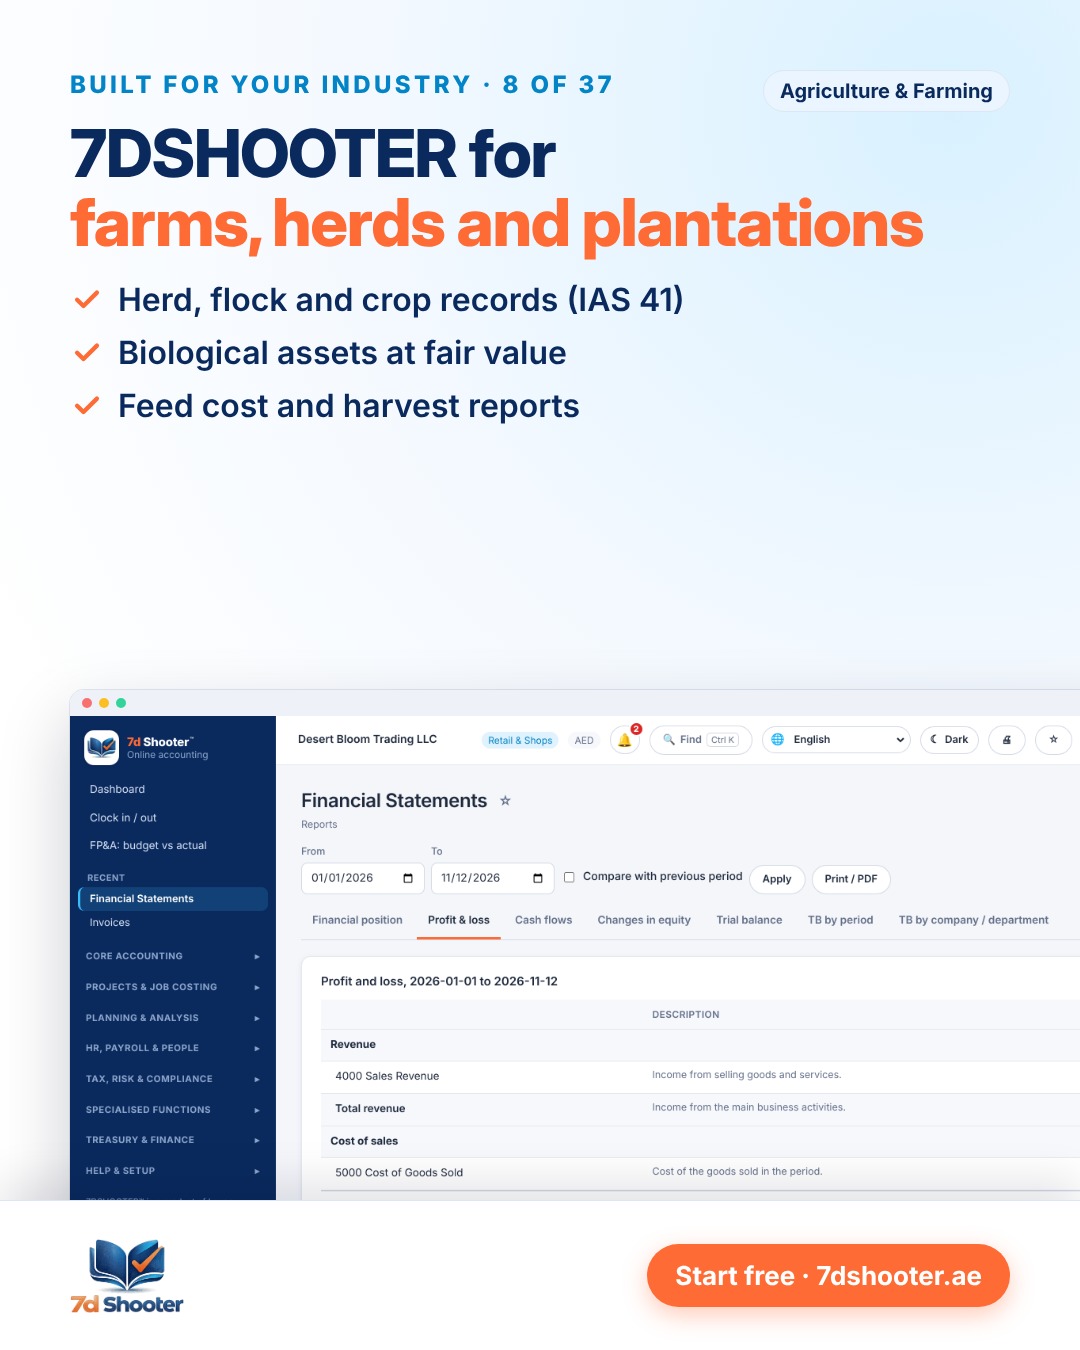 BUILT FOR YOUR INDUSTRY · 8 OF 37
Agriculture & Farming
7DSHOOTER for
farms, herds and plantations
Herd, flock and crop records (IAS 41)
Biological assets at fair value
Feed cost and harvest reports
7d Shooter™
Online accounting
Dashboard
Clock in / out
FP&A: budget vs actual
RECENT
Financial Statements
Invoices
CORE ACCOUNTING
PROJECTS & JOB COSTING
PLANNING & ANALYSIS
HR, PAYROLL & PEOPLE
TAX, RISK & COMPLIANCE
SPECIALISED FUNCTIONS
TREASURY & FINANCE
HELP & SETUP
Desert Bloom Trading LLC
Retail & Shops
AED
2
Find Ctrl K
English
Dark
Financial Statements
Reports
From To
01/01/2026 11/12/2026 Compare with previous period Apply Print / PDF
Financial position Profit & loss Cash flows Changes in equity Trial balance TB by period TB by company / department
Profit and loss, 2026-01-01 to 2026-11-12
DESCRIPTION
Revenue
4000 Sales Revenue Income from selling goods and services.
Total revenue Income from the main business activities.
Cost of sales
5000 Cost of Goods Sold Cost of the goods sold in the period.
7d Shooter
Start free · 7dshooter.ae